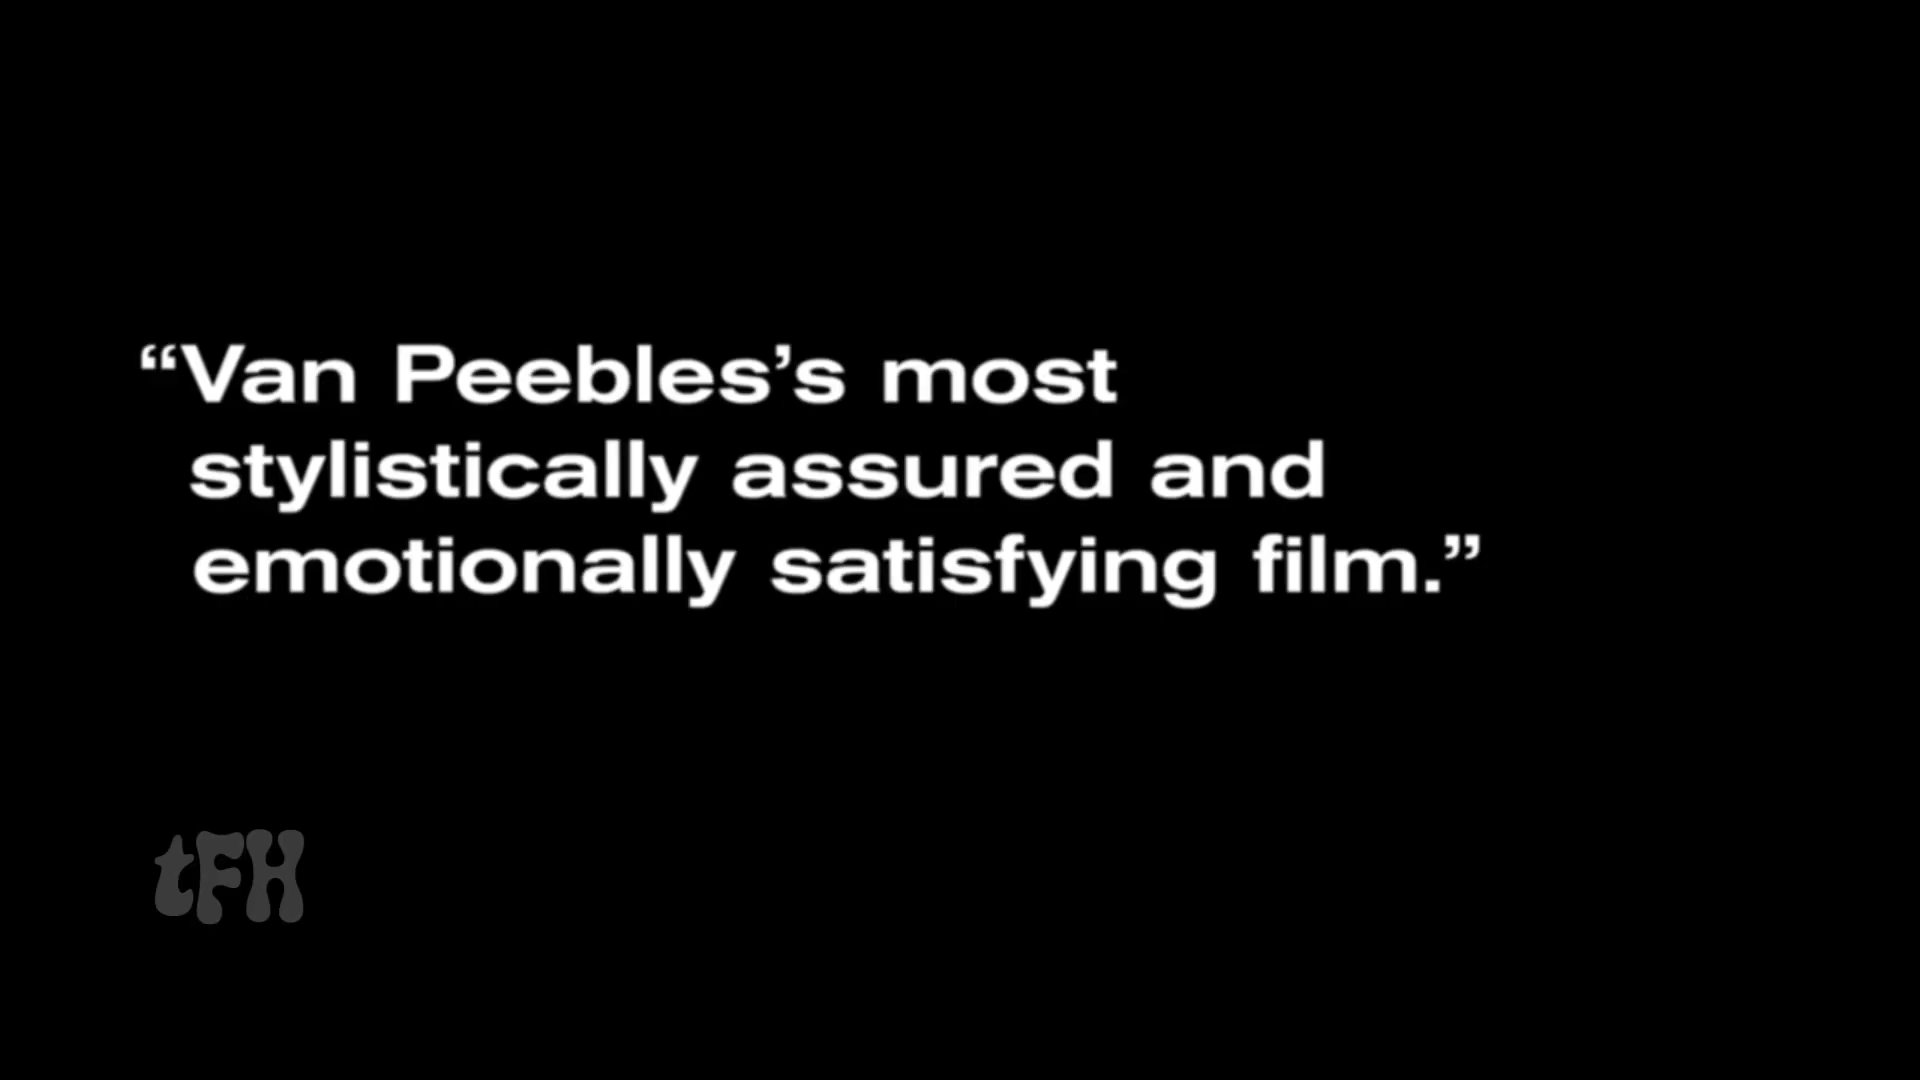 “Van Peebles’s most
stylistically assured and
emotionally satisfying film.”
tFH